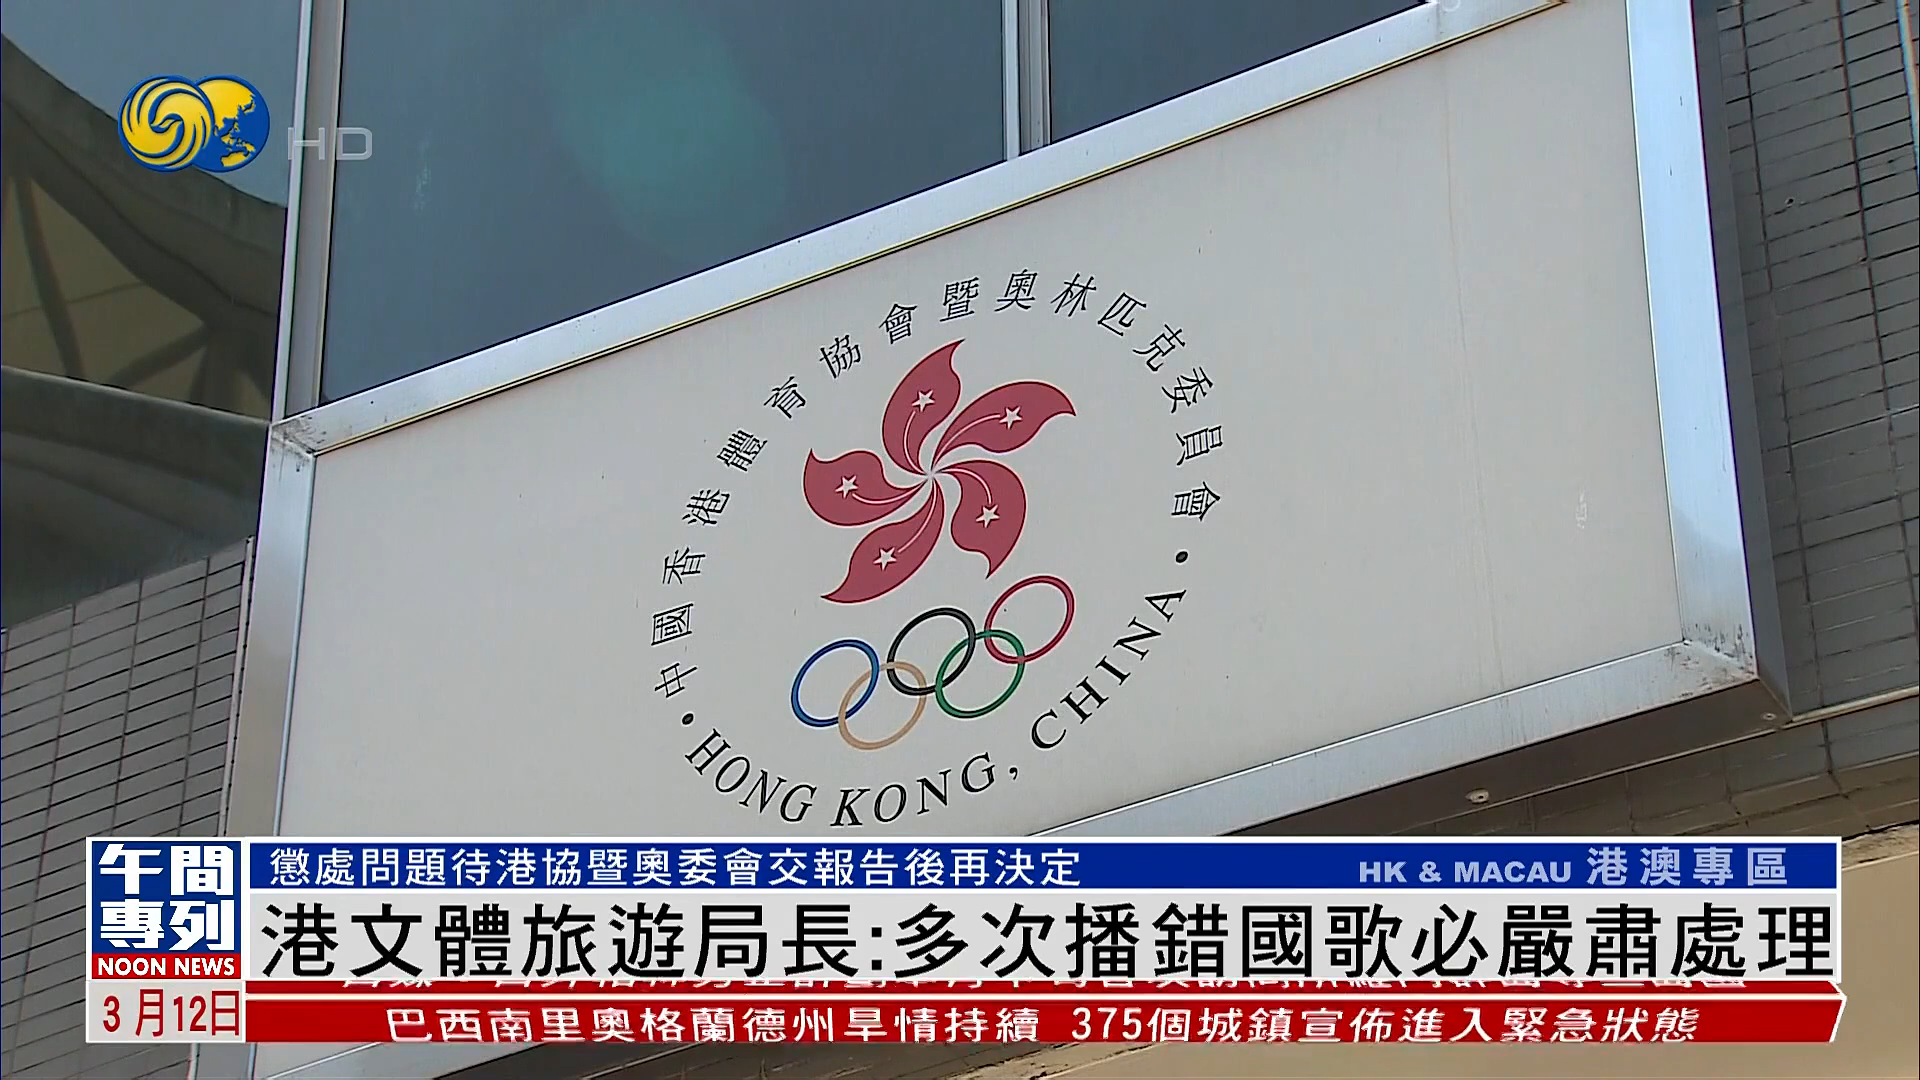 HD
中國香港體育協會暨奧林匹克委員會
HONG KONG, CHINA
午間專列
NOON NEWS
懲處問題待港協暨奧委會交報告後再決定
HK & MACAU 港澳專區
港文體旅遊局長:多次播錯國歌必嚴肅處理
3月12日
巴西南里奧格蘭德州旱情持續 375個城鎮宣佈進入緊急狀態